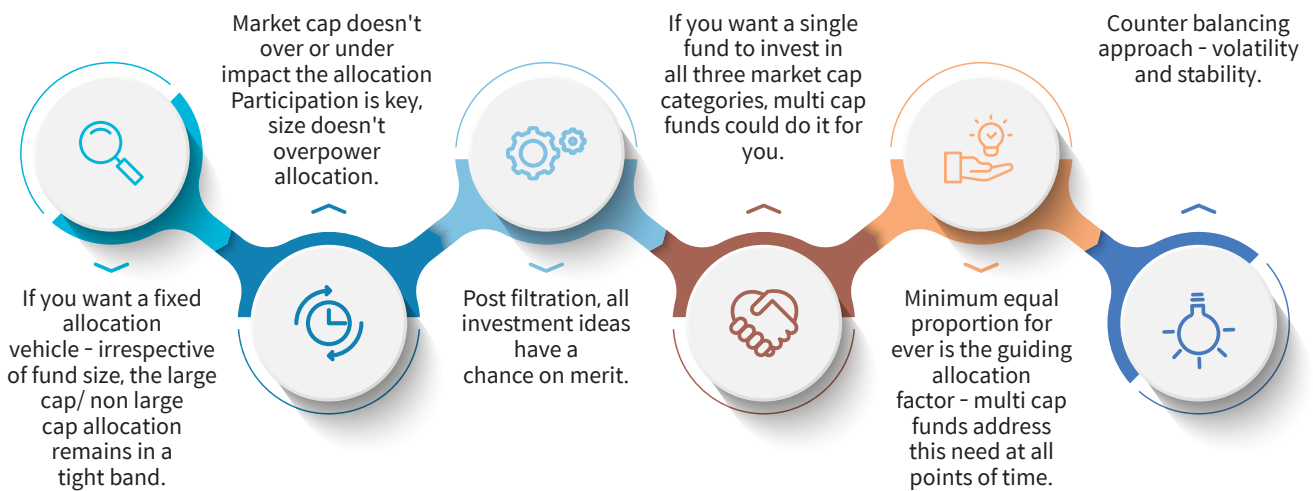 If you want a fixed
allocation
vehicle - irrespective
of fund size, the large
cap/ non large
cap allocation
remains in a
tight band.
Market cap doesn't
over or under
impact the allocation
Participation is key,
size doesn't
overpower
allocation.
Post filtration, all
investment ideas
have a
chance on merit.
If you want a single
fund to invest in
all three market cap
categories, multi cap
funds could do it for
you.
Minimum equal
proportion for
ever is the guiding
allocation
factor - multi cap
funds address
this need at all
points of time.
Counter balancing
approach - volatility
and stability.